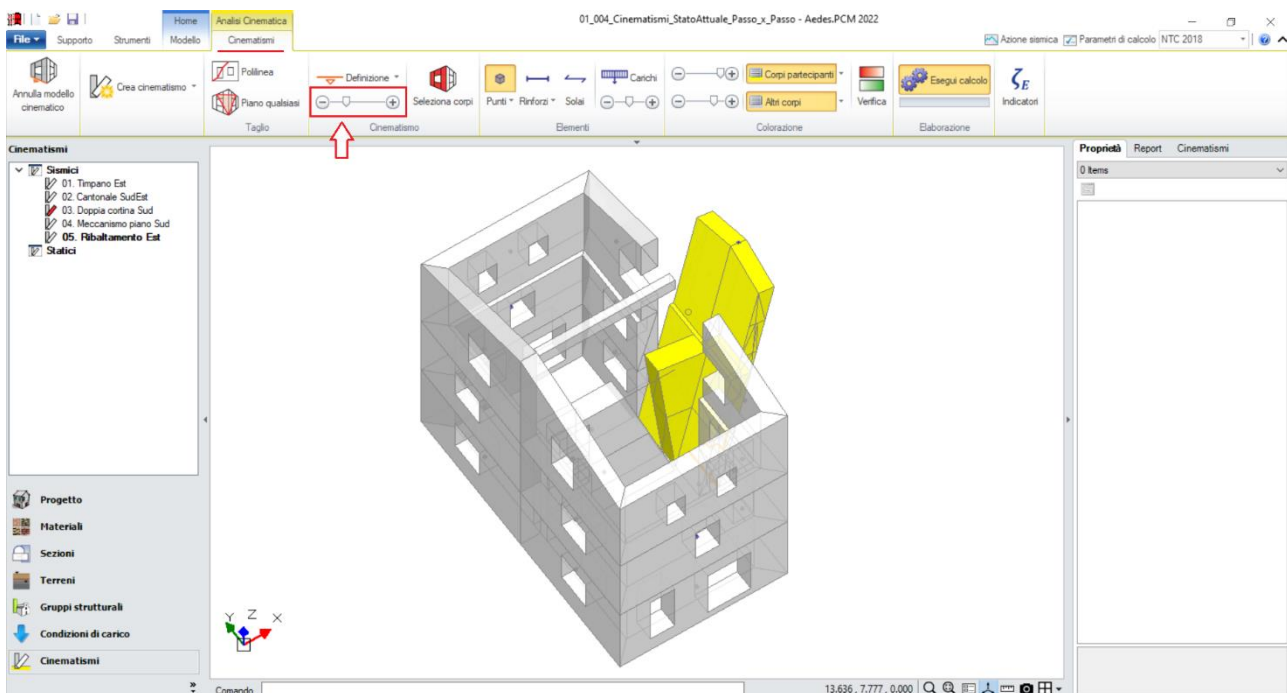 Home
Analisi Cinematica
01_004_Cinematismi_StatoAttuale_Passo_x_Passo - Aedes.PCM 2022
File
Supporto
Strumenti
Modello
Cinematismi
Azione sismica
Parametri di calcolo
NTC 2018
Annulla modello
cinematico
Crea cinematismo
Polilinea
Piano qualsiasi
Taglio
Definizione
Seleziona corpi
Cinematismo
Punti
Rinforzi
Solai
Carichi
Elementi
Corpi partecipanti
Altri corpi
Verifica
Colorazione
Esegui calcolo
Elaborazione
ζE
Indicatori
Cinematismi
Sismici
01. Timpano Est
02. Cantonale SudEst
03. Doppia cortina Sud
04. Meccanismo piano Sud
05. Ribaltamento Est
Statici
Progetto
Materiali
Sezioni
Terreni
Gruppi strutturali
Condizioni di carico
Cinematismi
Y Z X
Comando
13.636 , 7.777 , 0.000
Proprietà
Report
Cinematismi
0 Items